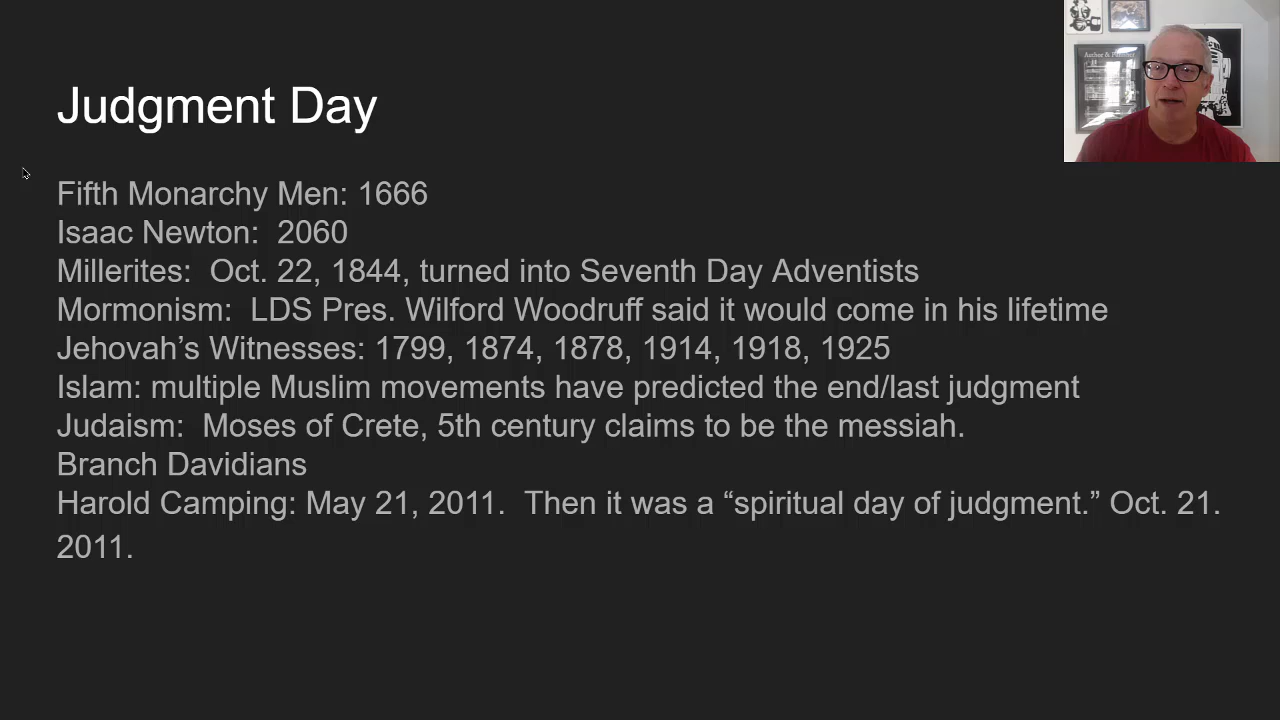 Judgment Day
Fifth Monarchy Men: 1666
Isaac Newton:  2060
Millerites:  Oct. 22, 1844, turned into Seventh Day Adventists
Mormonism:  LDS Pres. Wilford Woodruff said it would come in his lifetime
Jehovah’s Witnesses: 1799, 1874, 1878, 1914, 1918, 1925
Islam: multiple Muslim movements have predicted the end/last judgment
Judaism:  Moses of Crete, 5th century claims to be the messiah.
Branch Davidians
Harold Camping: May 21, 2011.  Then it was a “spiritual day of judgment.” Oct. 21.
2011.